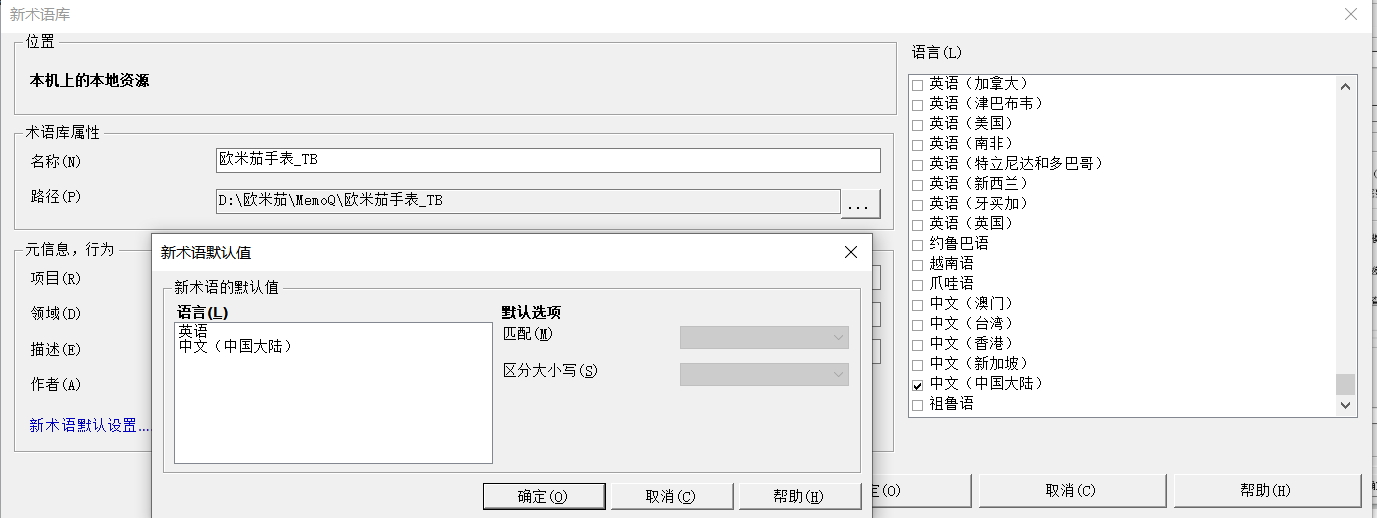 新术语库
位置
本机上的本地资源
术语库属性
名称(N)
欧米茄手表_TB
路径(P)
D:\欧米茄\MemoQ\欧米茄手表_TB
...
元信息，行为
项目(R)
领域(D)
描述(E)
作者(A)
新术语默认设置...
语言(L)
英语（加拿大）
英语（津巴布韦）
英语（美国）
英语（南非）
英语（特立尼达和多巴哥）
英语（新西兰）
英语（牙买加）
英语（英国）
约鲁巴语
越南语
爪哇语
中文（澳门）
中文（台湾）
中文（香港）
中文（新加坡）
中文（中国大陆）
祖鲁语
新术语默认值
新术语的默认值
语言(L)
英语
中文（中国大陆）
默认选项
匹配(M)
区分大小写(S)
确定(O)
取消(C)
帮助(H)
定(O)
取消(C)
帮助(H)